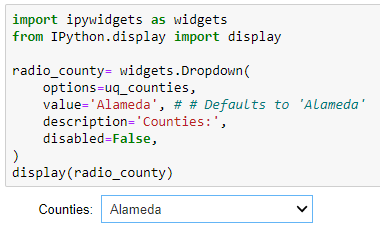 import ipywidgets as widgets
from IPython.display import display

radio_county= widgets.Dropdown(
    options=uq_counties,
    value='Alameda', # # Defaults to 'Alameda'
    description='Counties:',
    disabled=False,
)
display(radio_county)
Counties: Alameda